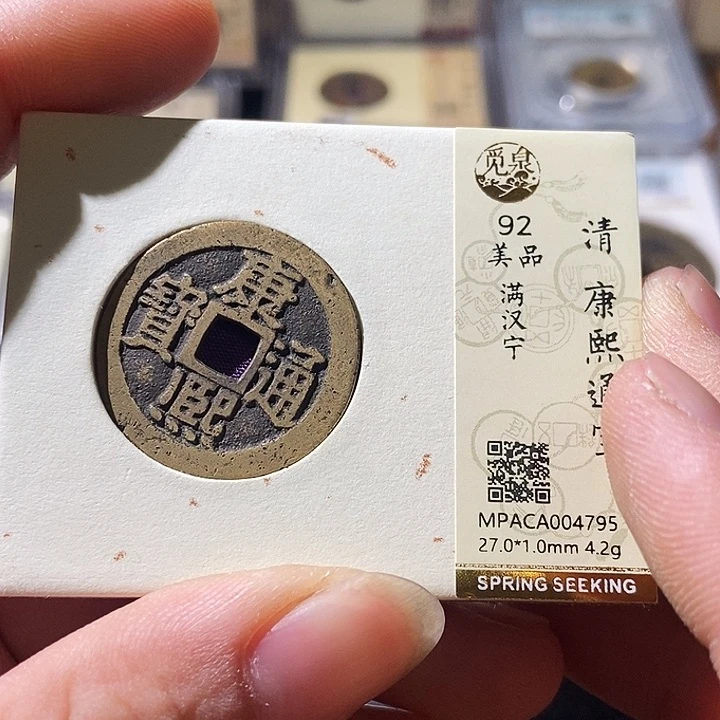 康熙通寶
覓泉
92
美品
满汉宁
清 康熙通
MPACA004795
27.0*1.0mm 4.2g
SPRING SEEKING